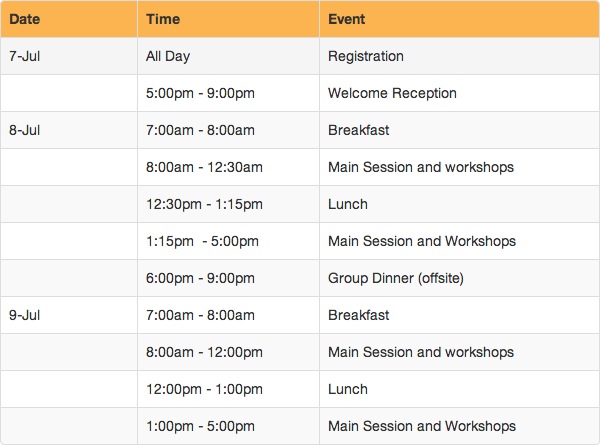 Date Time Event
7-Jul All Day Registration
5:00pm - 9:00pm Welcome Reception
8-Jul 7:00am - 8:00am Breakfast
8:00am - 12:30am Main Session and workshops
12:30pm - 1:15pm Lunch
1:15pm  - 5:00pm Main Session and Workshops
6:00pm - 9:00pm Group Dinner (offsite)
9-Jul 7:00am - 8:00am Breakfast
8:00am - 12:00pm Main Session and workshops
12:00pm - 1:00pm Lunch
1:00pm - 5:00pm Main Session and Workshops